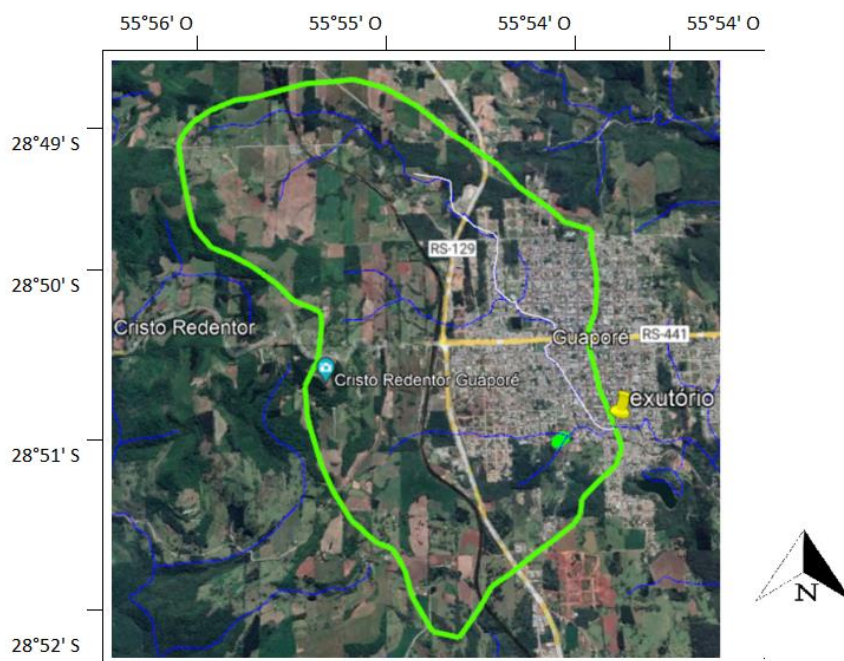 55°56' O 55°55' O 55°54' O 55°54' O
28°49' S
RS-129
28°50' S
Cristo Redentor
Guaporé
RS-441
Cristo Redentor Guaporé
exutório
28°51' S
N
28°52' S